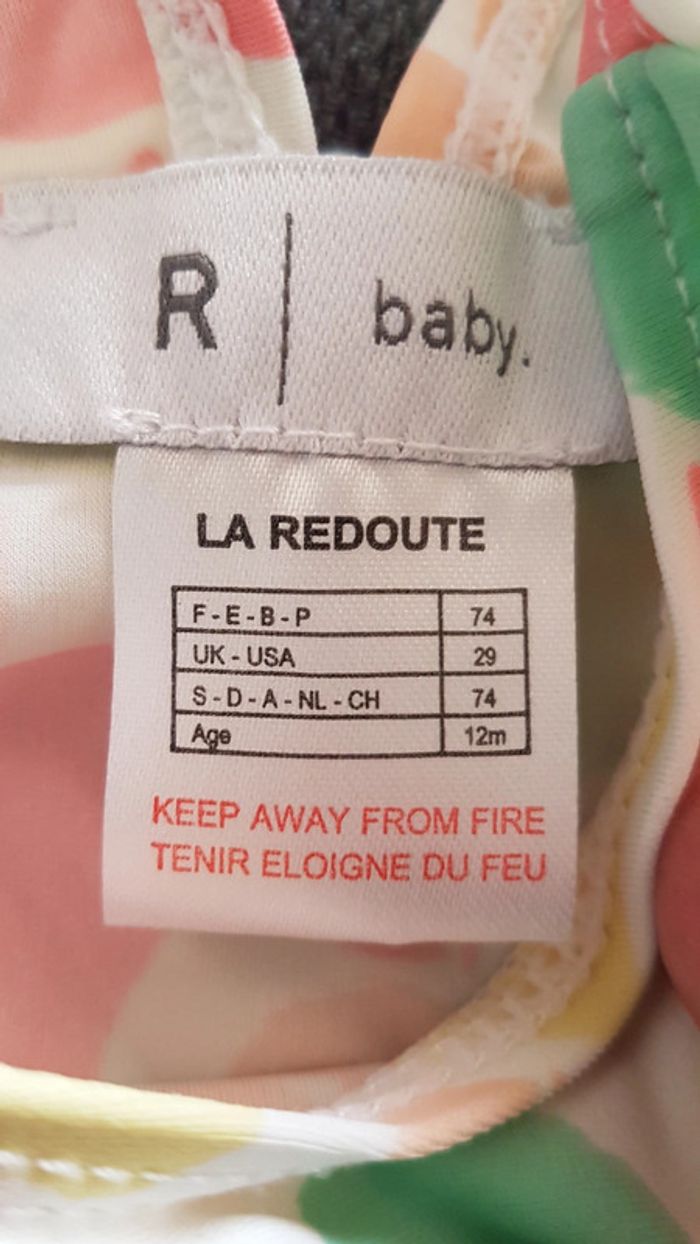 R | baby.
LA REDOUTE
F - E - B - P 74
UK - USA 29
S - D - A - NL - CH 74
Age 12m
KEEP AWAY FROM FIRE
TENIR ELOIGNE DU FEU